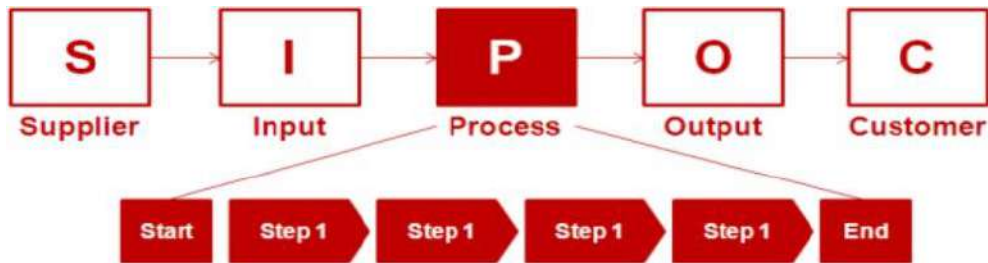 S I P O C
Supplier Input Process Output Customer
Start Step 1 Step 1 Step 1 Step 1 End